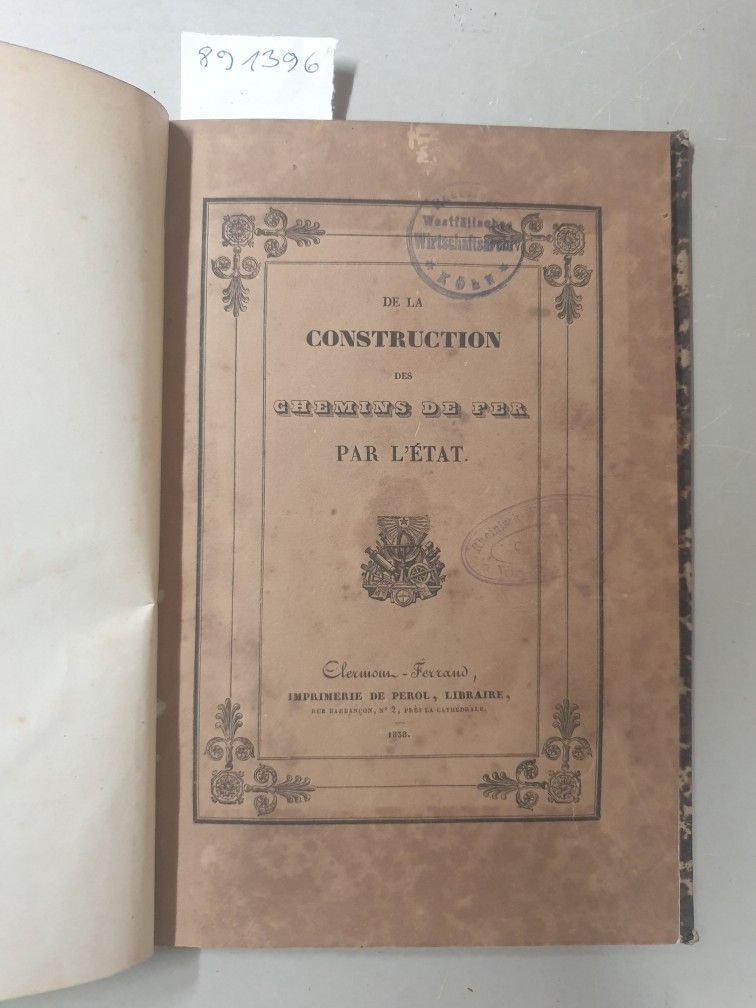 891396
Westfälisches
Wirtschaftsarchiv
* KÖLN *
DE LA
CONSTRUCTION
DES
CHEMINS DE FER
PAR L'ÉTAT.
Clermont-Ferrand,
IMPRIMERIE DE PEROL, LIBRAIRE,
RUE BARBANÇON, Nº 2, PRÈS LA CATHÉDRALE.
1838.